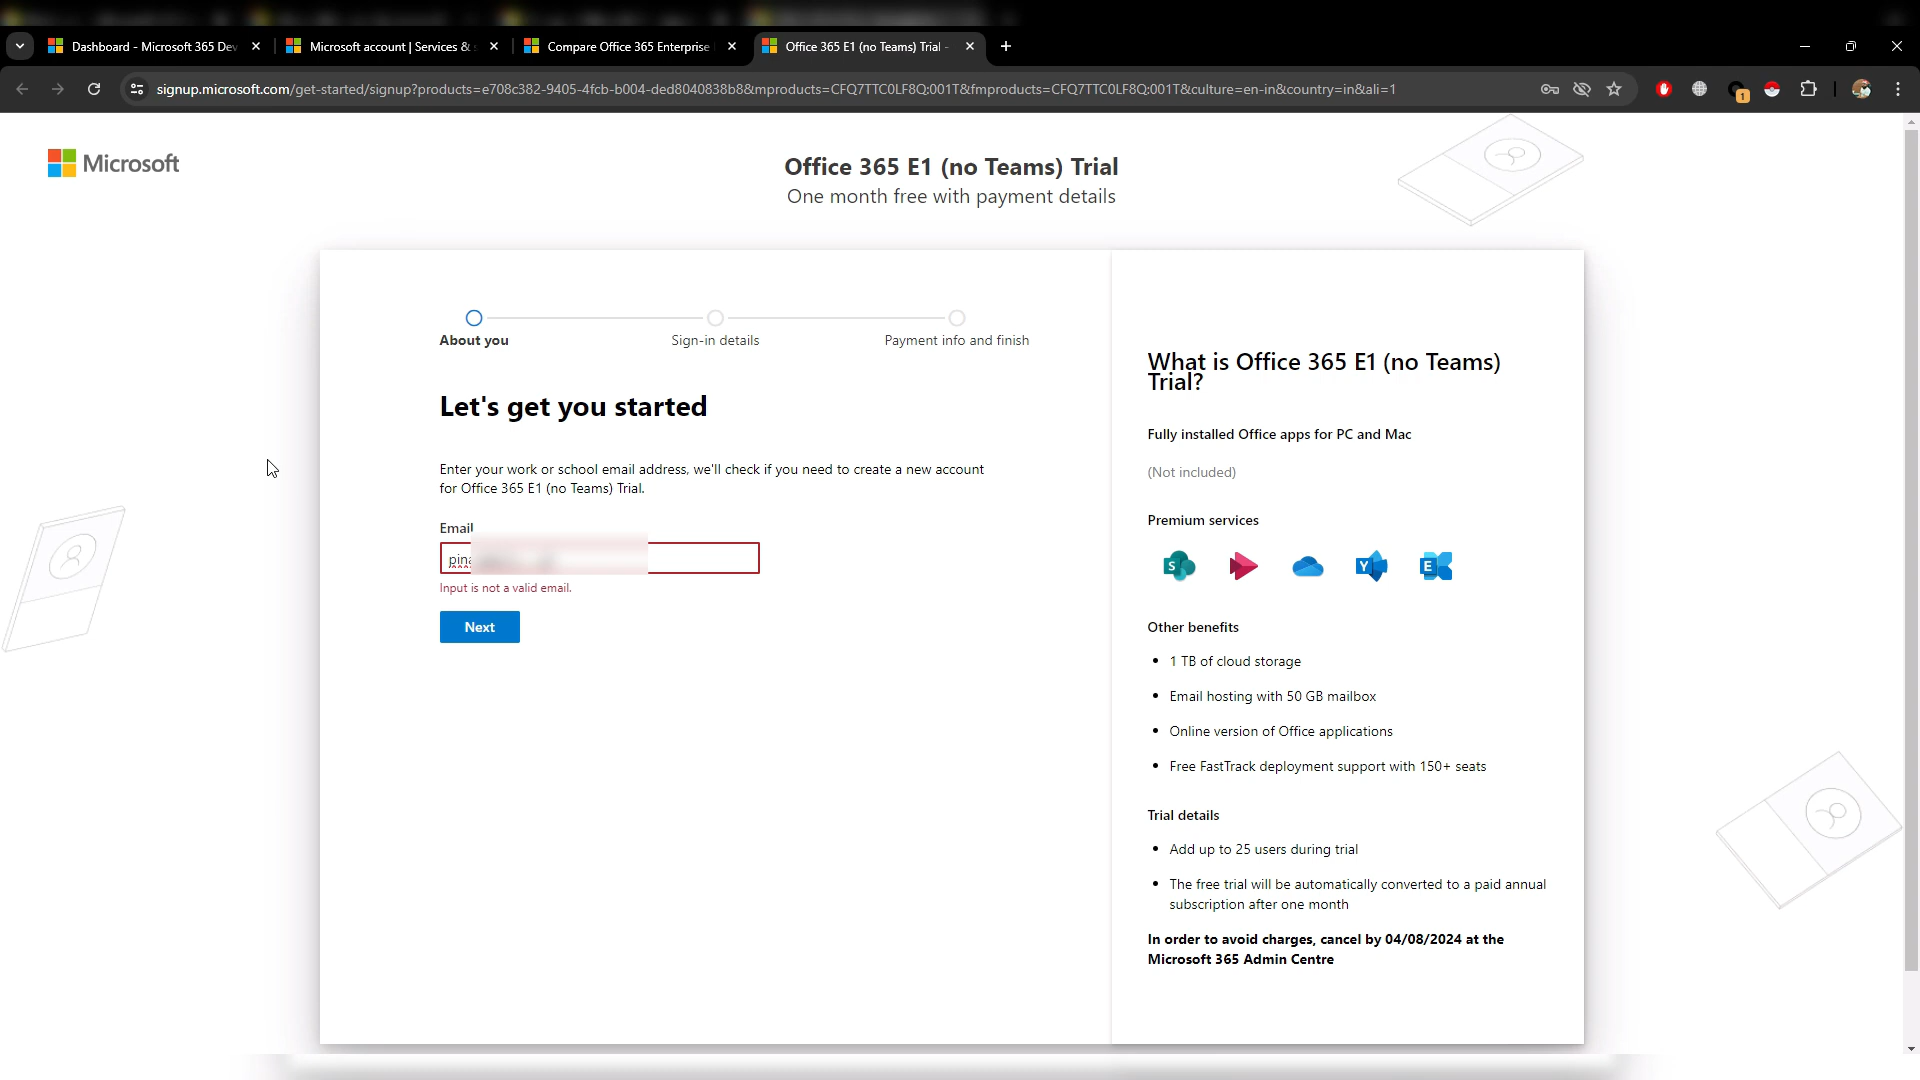 Dashboard - Microsoft 365 Dev
Microsoft account | Services &
Compare Office 365 Enterprise
Office 365 E1 (no Teams) Trial -
signup.microsoft.com/get-started/signup?products=e708c382-9405-4fcb-b004-ded8040838b8&mproducts=CFQ7TTC0LF8Q:001T&fmproducts=CFQ7TTC0LF8Q:001T&culture=en-in&country=in&ali=1
1
Microsoft
Office 365 E1 (no Teams) Trial
One month free with payment details
About you
Sign-in details
Payment info and finish
Let's get you started
Enter your work or school email address, we'll check if you need to create a new account
for Office 365 E1 (no Teams) Trial.
Email
Input is not a valid email.
Next
What is Office 365 E1 (no Teams)
Trial?
Fully installed Office apps for PC and Mac
(Not included)
Premium services
S
Y
E
Other benefits
• 1 TB of cloud storage
• Email hosting with 50 GB mailbox
• Online version of Office applications
• Free FastTrack deployment support with 150+ seats
Trial details
• Add up to 25 users during trial
• The free trial will be automatically converted to a paid annual
subscription after one month
In order to avoid charges, cancel by 04/08/2024 at the
Microsoft 365 Admin Centre